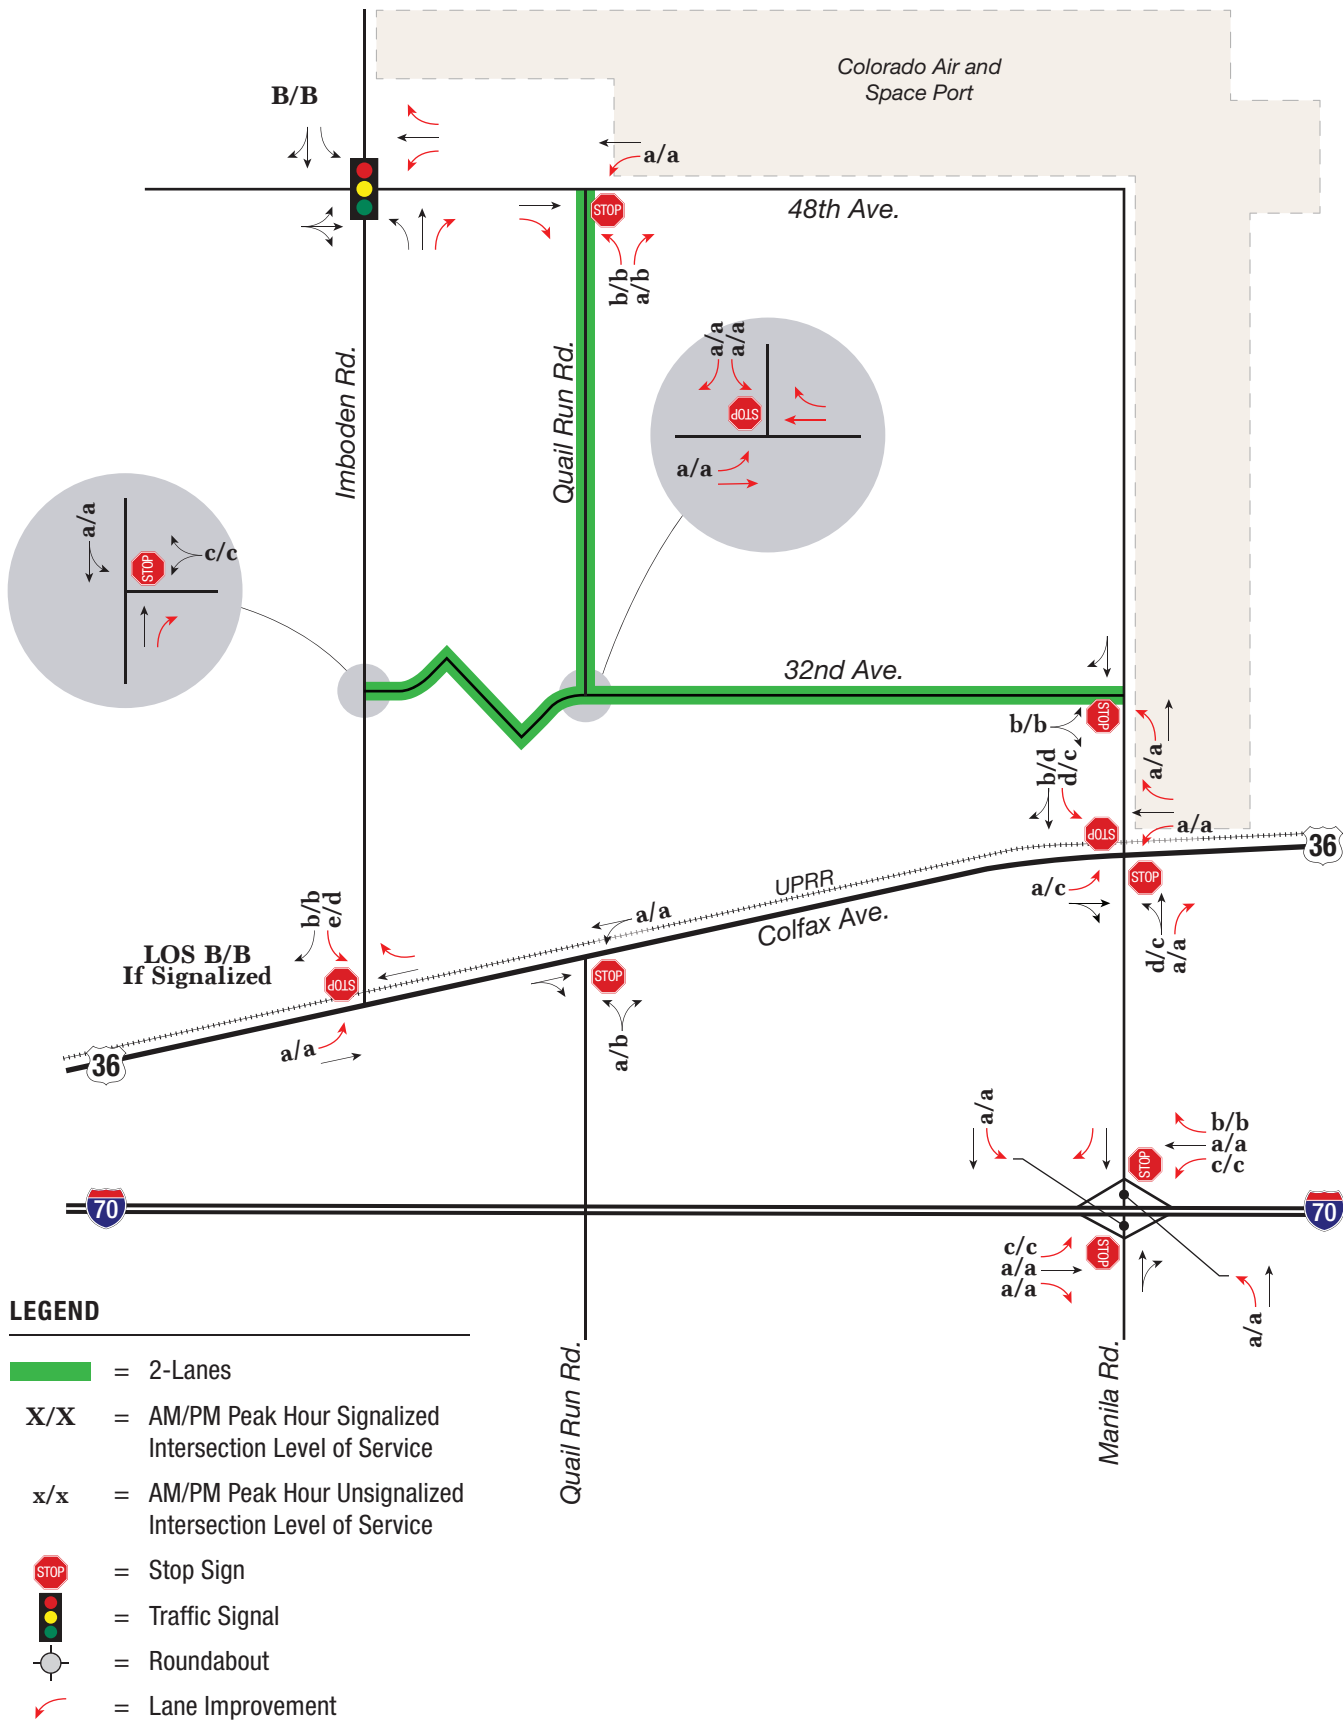 Colorado Air and
Space Port
B/B
a/a
STOP
48th Ave.
b/b
a/b
Imboden Rd.
Quail Run Rd.
a/a
a/a
STOP
a/a
a/a
STOP
c/c
32nd Ave.
b/b
STOP
a/a
b/d
d/c
STOP
a/a
36
a/c
STOP
d/c
a/a
UPRR
Colfax Ave.
a/a
STOP
a/b
b/b
e/d
LOS B/B
If Signalized
STOP
a/a
36
a/a
b/b
a/a
c/c
STOP
70
70
c/c
a/a
a/a
STOP
a/a
Quail Run Rd.
Manila Rd.
LEGEND
= 2-Lanes
X/X = AM/PM Peak Hour Signalized
Intersection Level of Service
x/x = AM/PM Peak Hour Unsignalized
Intersection Level of Service
STOP = Stop Sign
= Traffic Signal
= Roundabout
= Lane Improvement